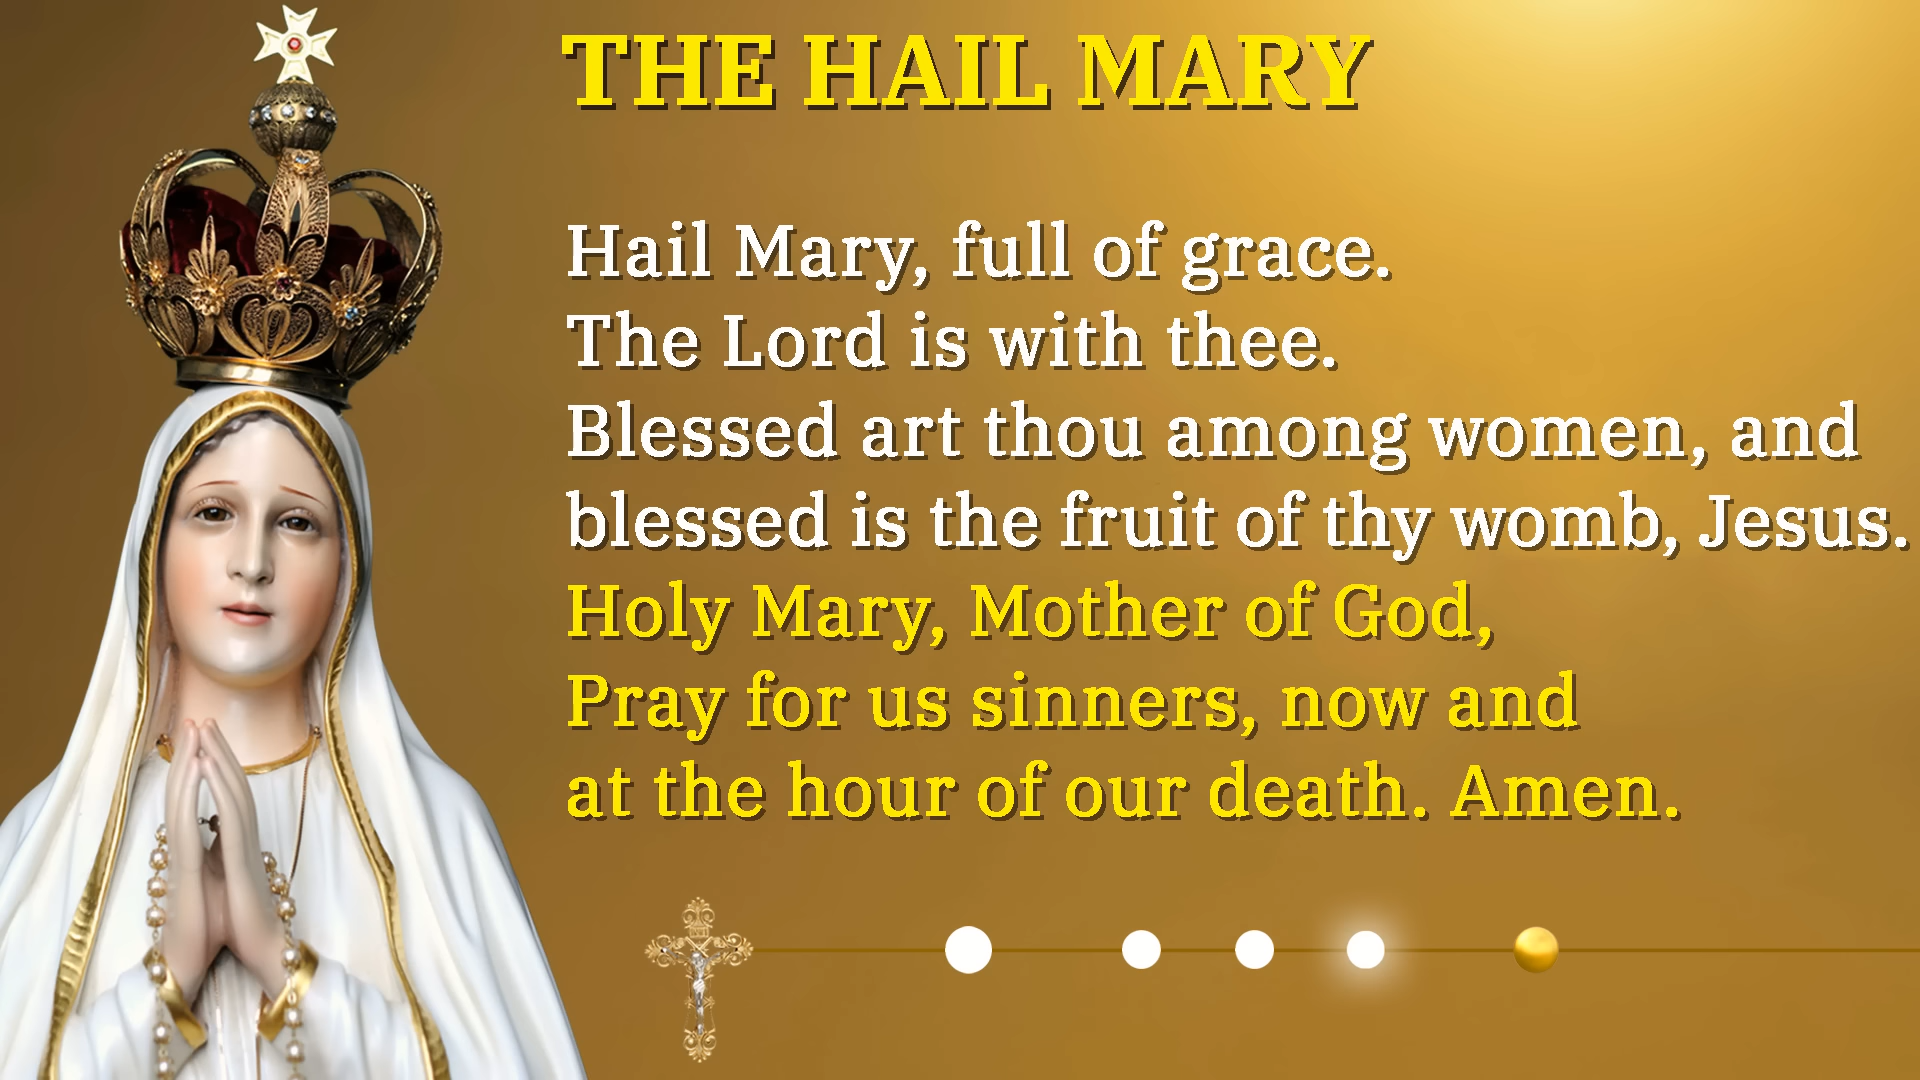 THE HAIL MARY
Hail Mary, full of grace.
The Lord is with thee.
Blessed art thou among women, and
blessed is the fruit of thy womb, Jesus.
Holy Mary, Mother of God,
Pray for us sinners, now and
at the hour of our death. Amen.